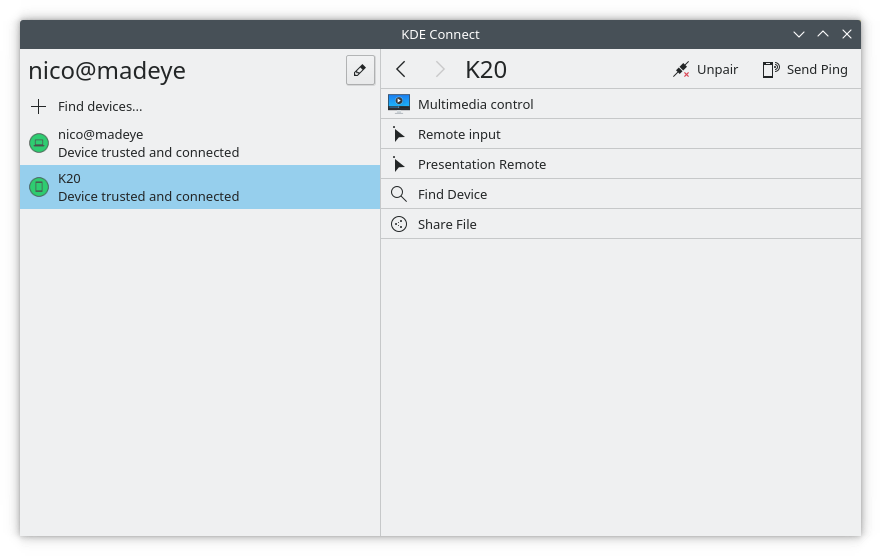 KDE Connect
nico@madeye
Find devices...
nico@madeye
Device trusted and connected
K20
Device trusted and connected
K20
Unpair
Send Ping
Multimedia control
Remote input
Presentation Remote
Find Device
Share File